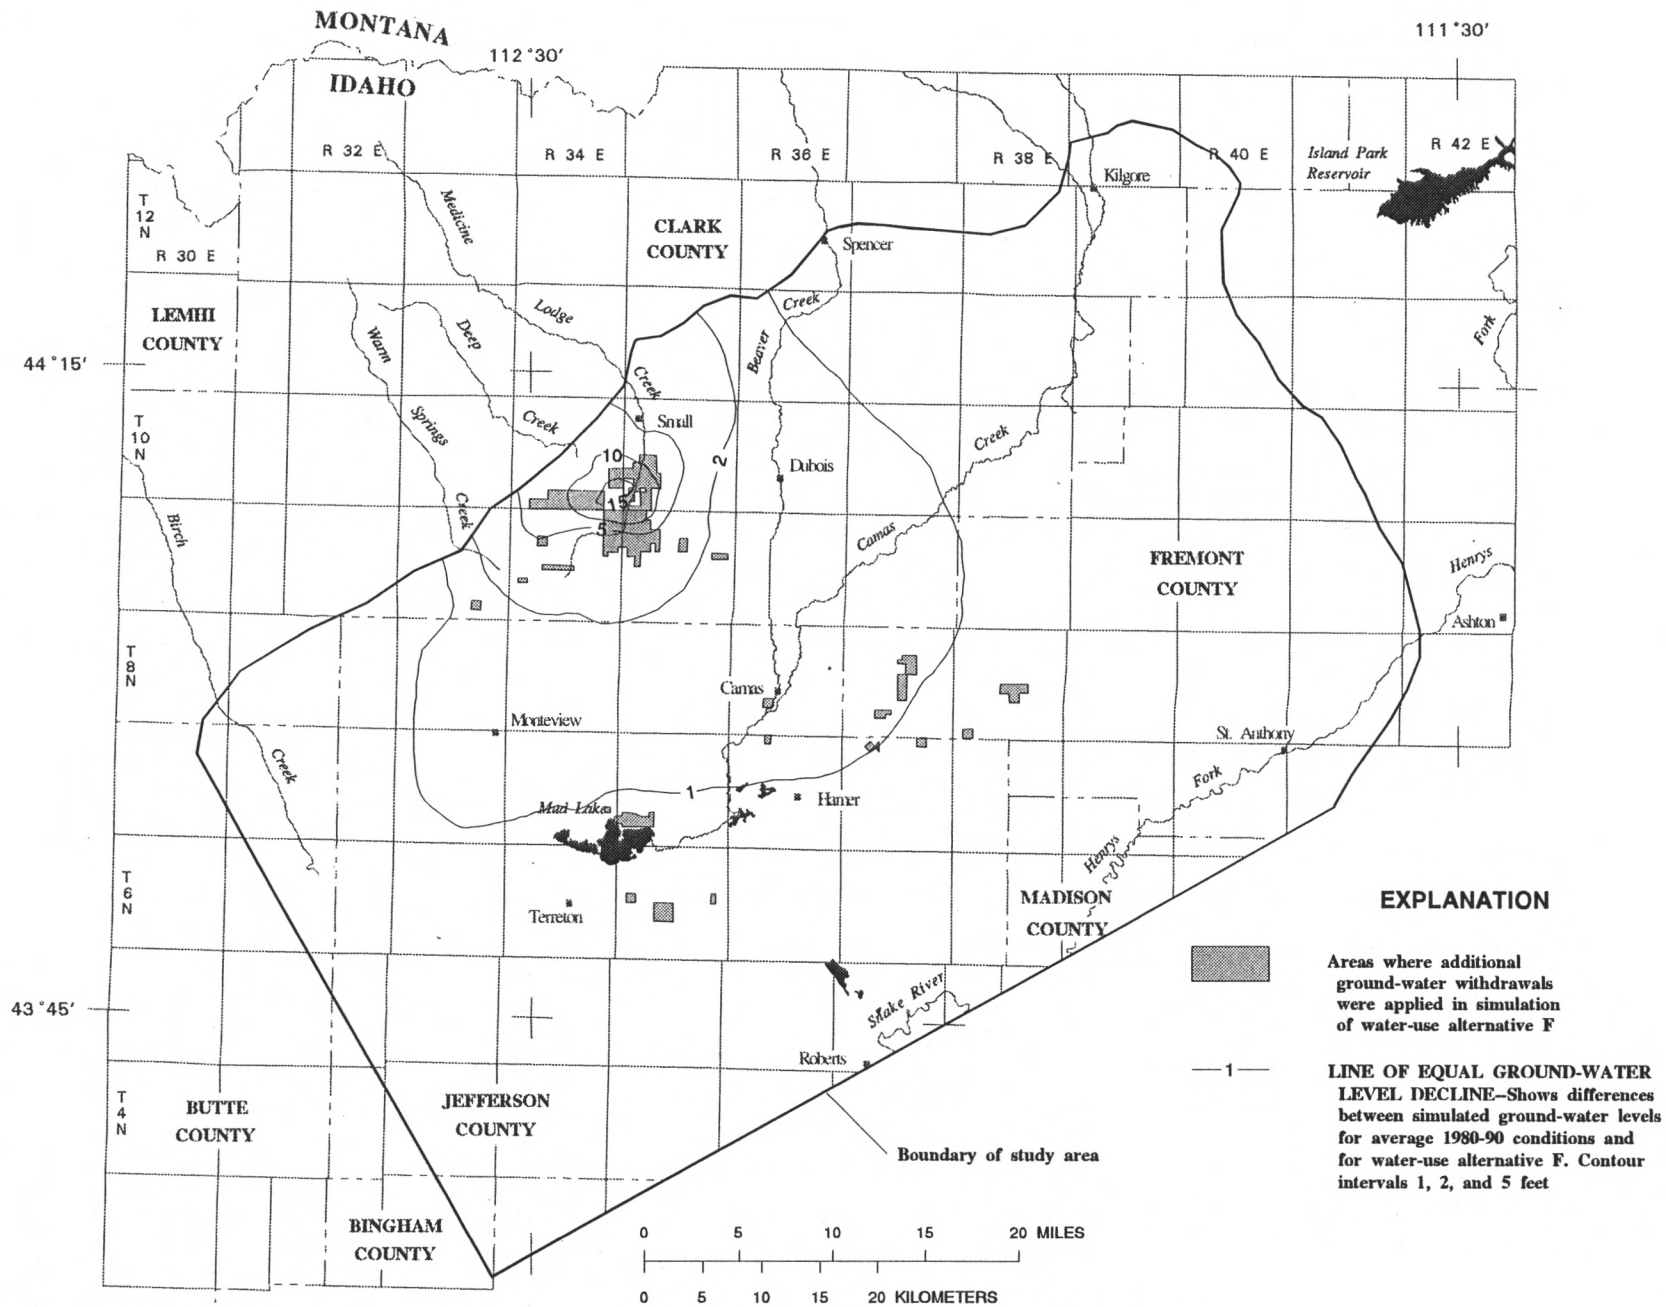 MONTANA
IDAHO
112°30'
111°30'
R 32 E
R 34 E
R 36 E
R 38 E
R 40 E
R 42 E
Island Park
Reservoir
Kilgore
T
12
N
R 30 E
Medicine
CLARK
COUNTY
Spencer
LEMHI
COUNTY
Lodge
Creek
Warm
Deep
Beaver
Fork
44°15'
Creek
Springs
Creek
Small
T
10
N
10
2
Creek
Dubois
15
Creek
Birch
5
Camas
FREMONT
COUNTY
Henrys
Ashton
T
8
N
Camas
Monteview
St. Anthony
Creek
Fork
1
Mud Lake
Hamer
Henrys
T
6
N
Terreton
MADISON
COUNTY
Snake River
43°45'
Roberts
T
4
N
BUTTE
COUNTY
JEFFERSON
COUNTY
Boundary of study area
BINGHAM
COUNTY
0 5 10 15 20 MILES
0 5 10 15 20 KILOMETERS
EXPLANATION
Areas where additional
ground-water withdrawals
were applied in simulation
of water-use alternative F
1
LINE OF EQUAL GROUND-WATER
LEVEL DECLINE--Shows differences
between simulated ground-water levels
for average 1980-90 conditions and
for water-use alternative F. Contour
intervals 1, 2, and 5 feet